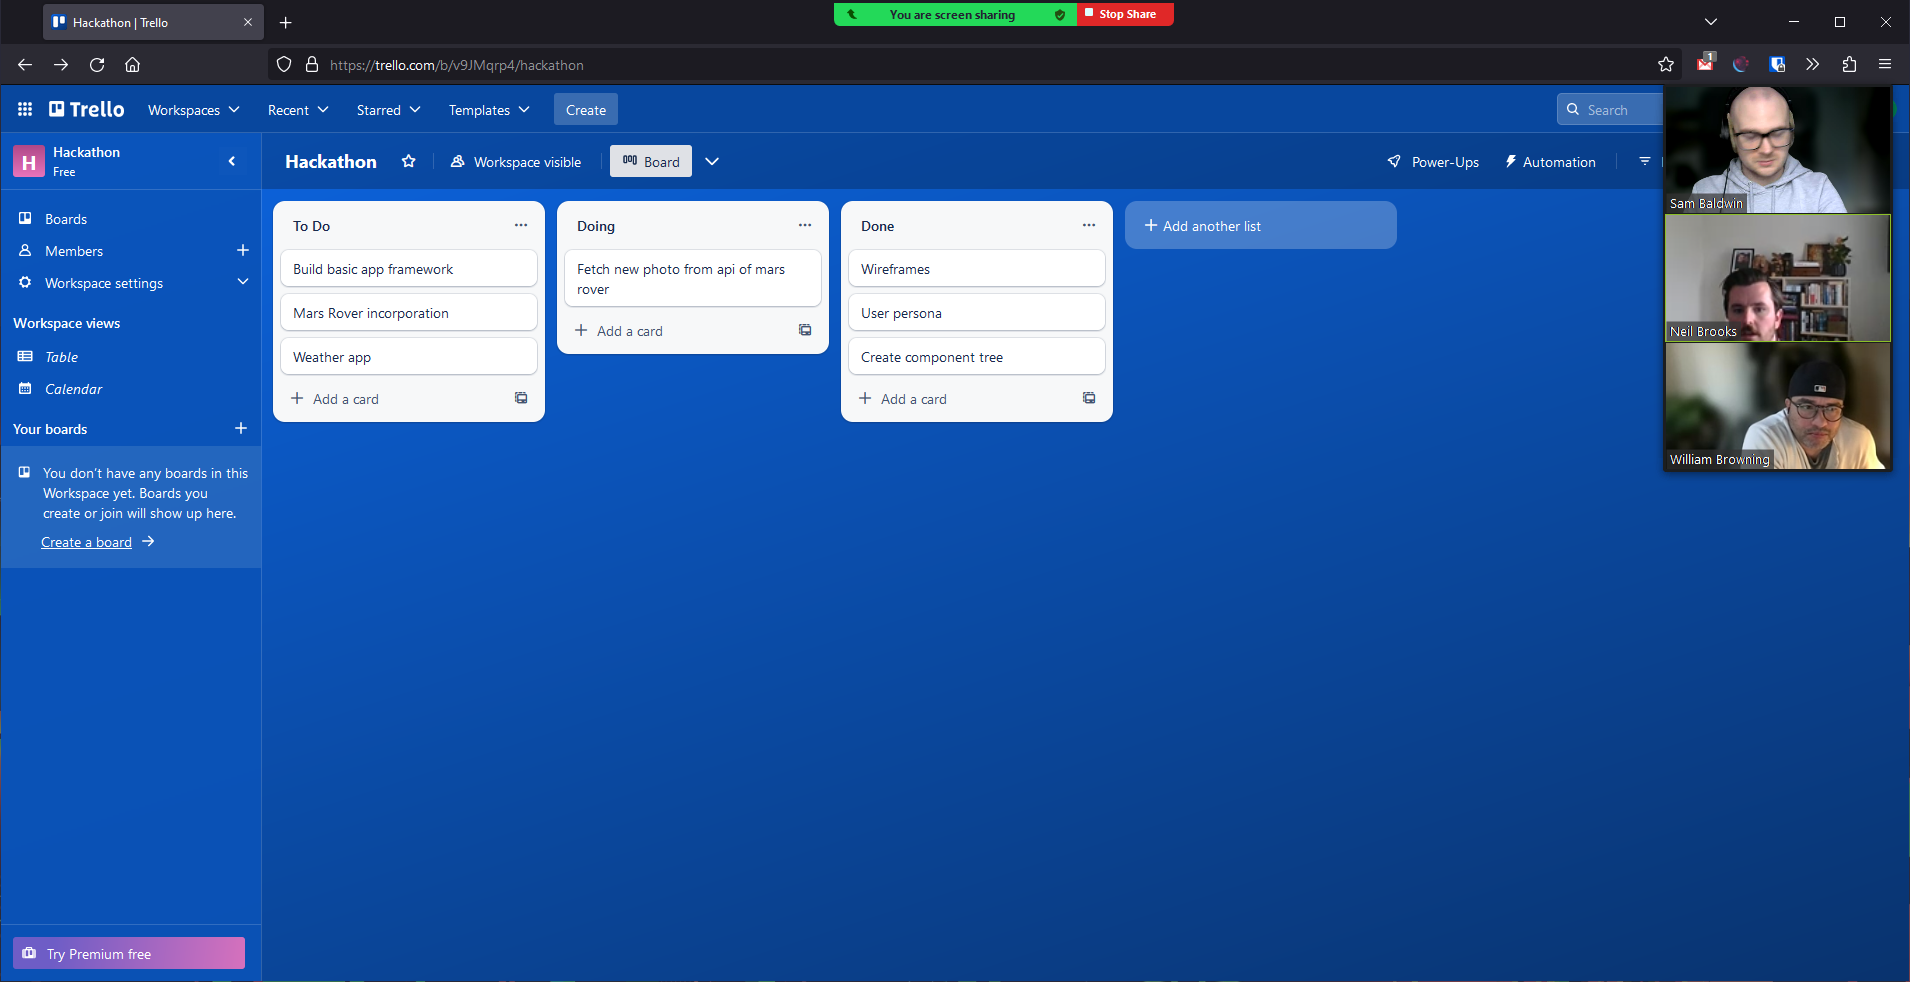 Hackathon | Trello
You are screen sharing
Stop Share
https://trello.com/b/v9JMqrp4/hackathon
1
Trello
Workspaces
Recent
Starred
Templates
Create
Search
H
Hackathon
Free
Hackathon
Workspace visible
Board
Power-Ups
Automation
Boards
Members
Workspace settings
Workspace views
Table
Calendar
Your boards
You don't have any boards in this
Workspace yet. Boards you
create or join will show up here.
Create a board
Try Premium free
To Do
Build basic app framework
Mars Rover incorporation
Weather app
Add a card
Doing
Fetch new photo from api of mars
rover
Add a card
Done
Wireframes
User persona
Create component tree
Add a card
Add another list
Sam Baldwin
Neil Brooks
William Browning